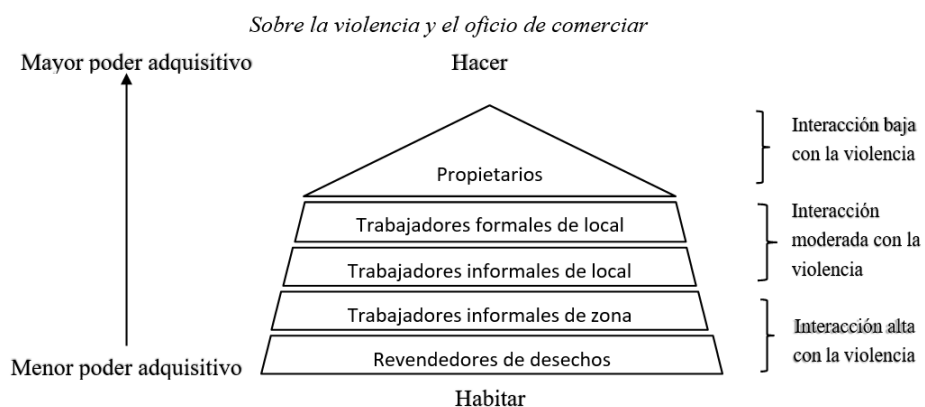 Sobre la violencia y el oficio de comerciar
Mayor poder adquisitivo
Hacer
Interacción baja
con la violencia
Propietarios
Trabajadores formales de local
Interacción
moderada con la
violencia
Trabajadores informales de local
Trabajadores informales de zona
Interacción alta
con la violencia
Revendedores de desechos
Menor poder adquisitivo
Habitar